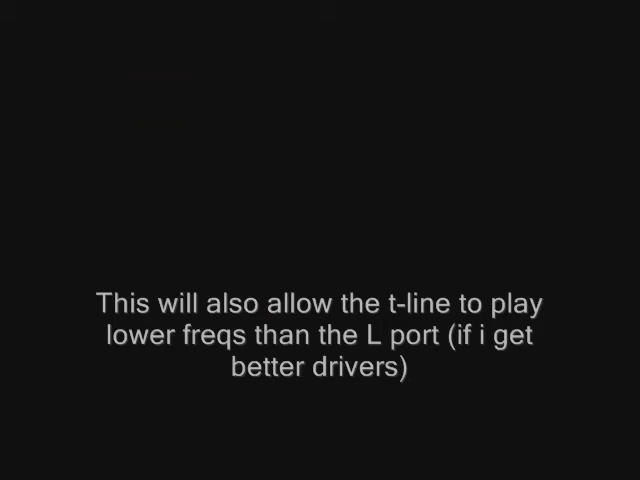 This will also allow the t-line to play
lower freqs than the L port (if i get
better drivers)